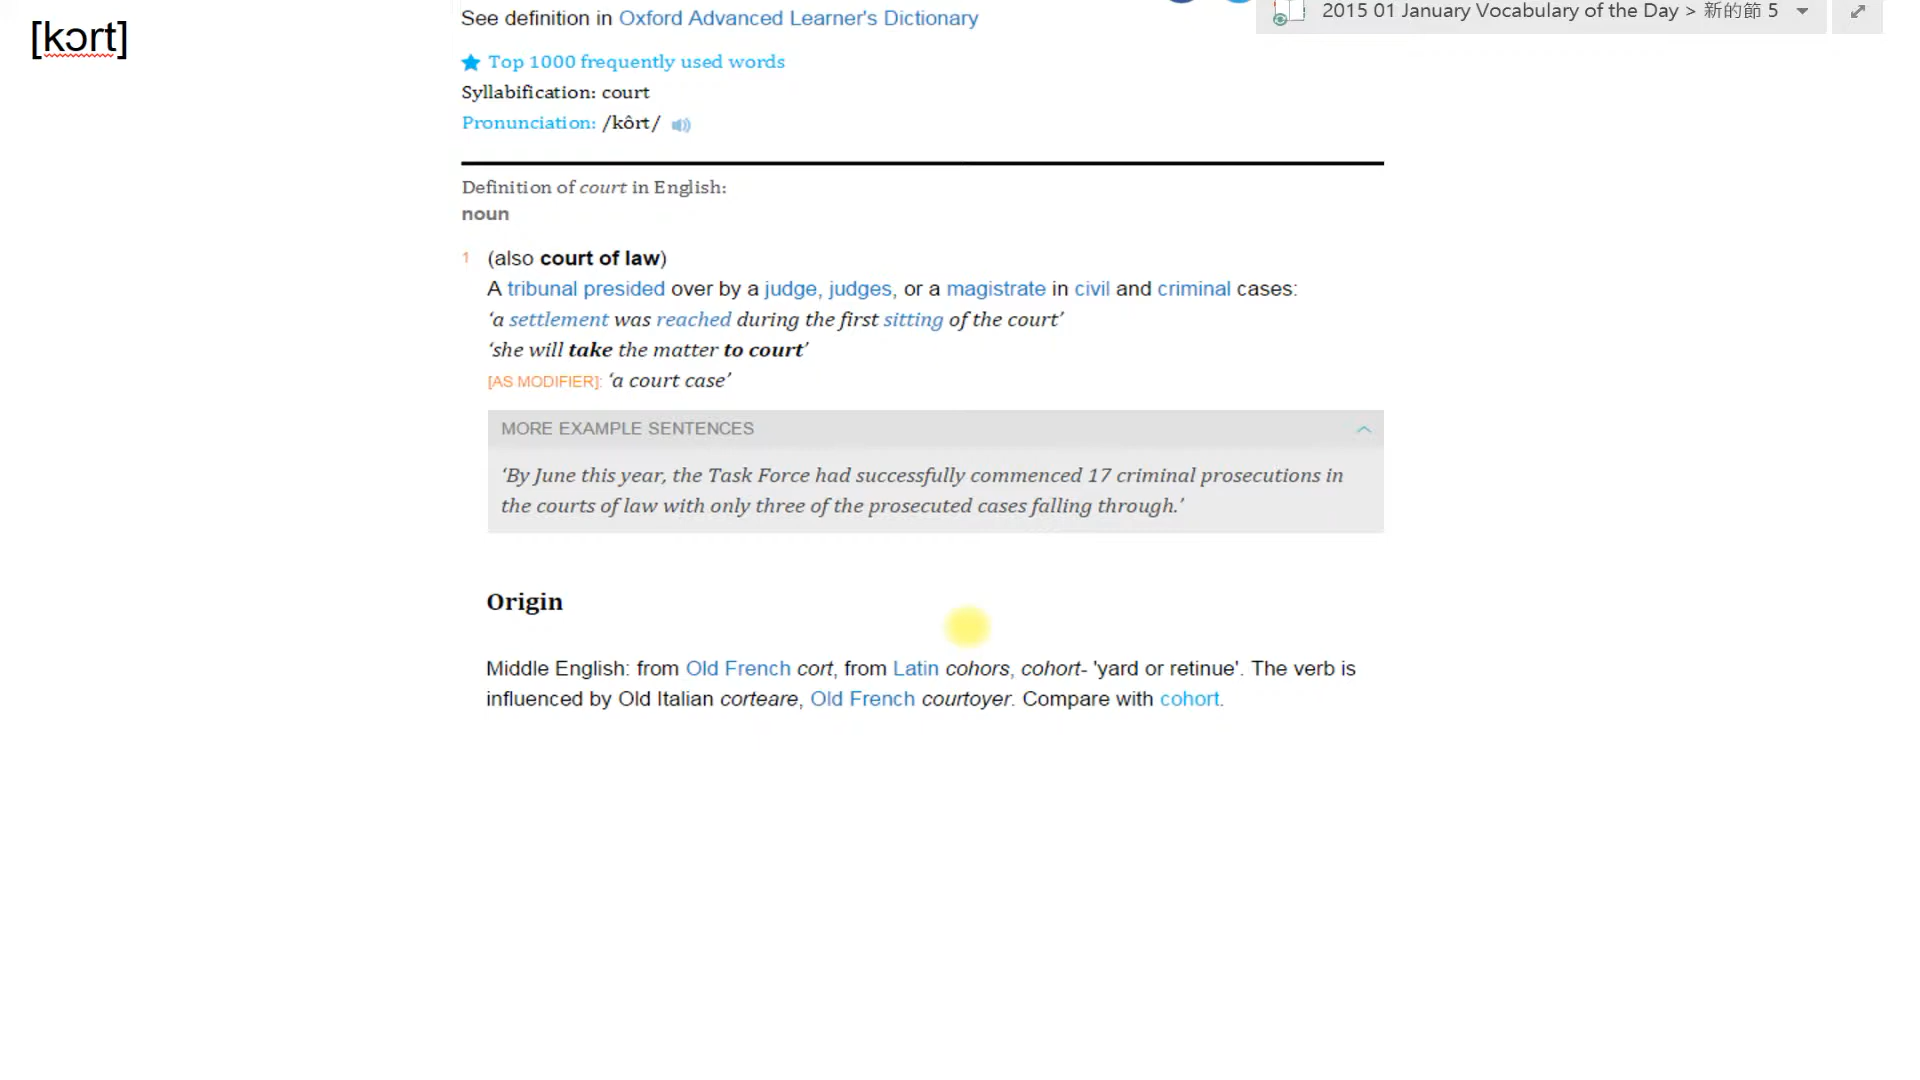 [kɔrt]
See definition in Oxford Advanced Learner's Dictionary
2015 01 January Vocabulary of the Day > 新的節 5
Top 1000 frequently used words
Syllabification: court
Pronunciation: /kôrt/
Definition of court in English:
noun
1 (also court of law)
A tribunal presided over by a judge, judges, or a magistrate in civil and criminal cases:
‘a settlement was reached during the first sitting of the court’
‘she will take the matter to court’
[AS MODIFIER]: ‘a court case’
MORE EXAMPLE SENTENCES
‘By June this year, the Task Force had successfully commenced 17 criminal prosecutions in
the courts of law with only three of the prosecuted cases falling through.’
Origin
Middle English: from Old French cort, from Latin cohors, cohort- 'yard or retinue'. The verb is
influenced by Old Italian corteare, Old French courtoyer. Compare with cohort.